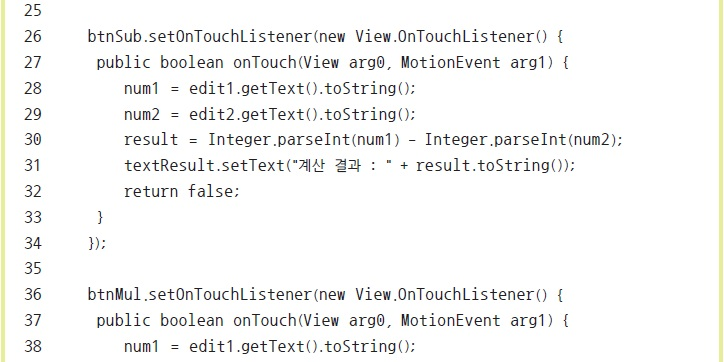 25
26 btnSub.setOnTouchListener(new View.OnTouchListener() {
27 public boolean onTouch(View arg0, MotionEvent arg1) {
28 num1 = edit1.getText().toString();
29 num2 = edit2.getText().toString();
30 result = Integer.parseInt(num1) - Integer.parseInt(num2);
31 textResult.setText("계산 결과 : " + result.toString());
32 return false;
33 }
34 });
35
36 btnMul.setOnTouchListener(new View.OnTouchListener() {
37 public boolean onTouch(View arg0, MotionEvent arg1) {
38 num1 = edit1.getText().toString();